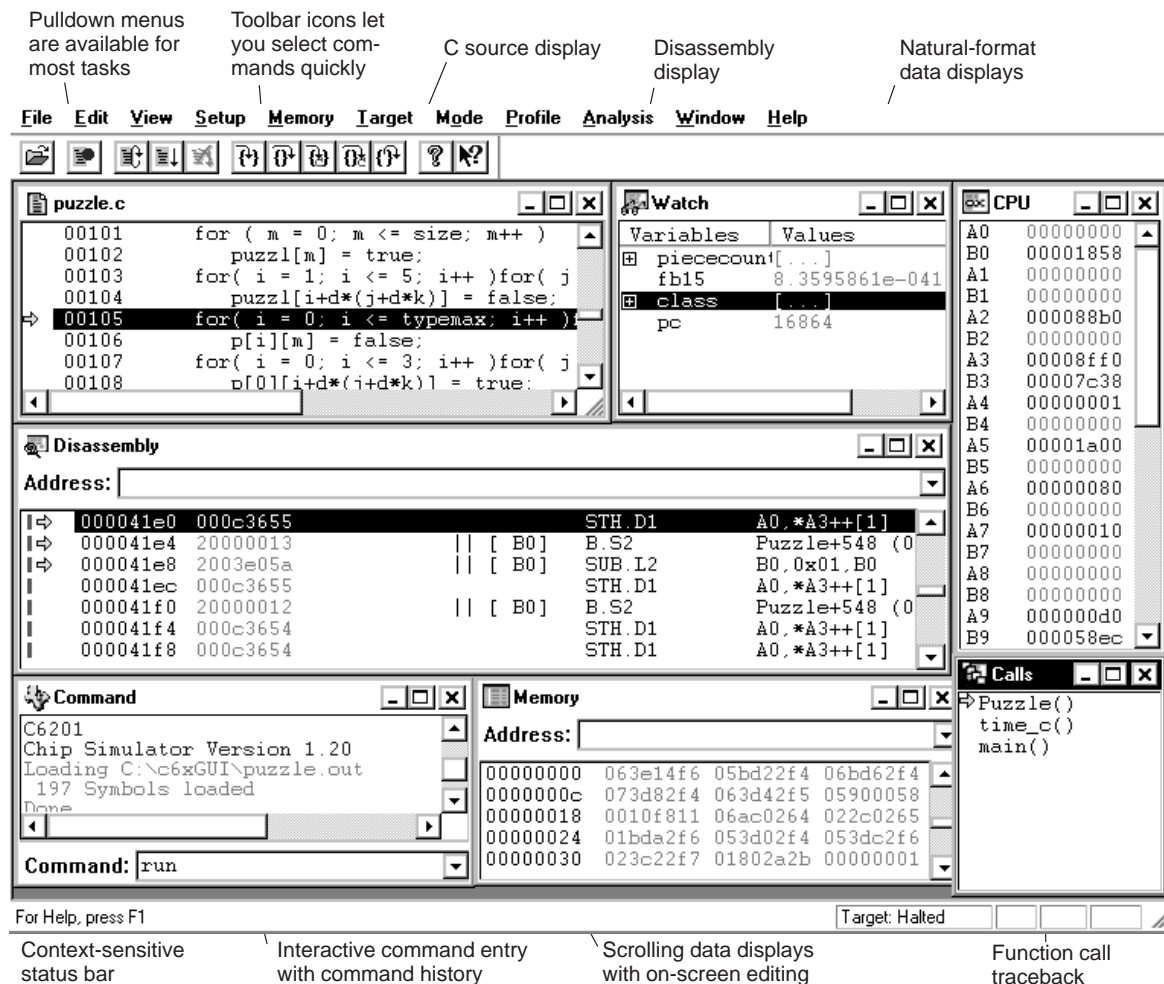 Pulldown menus
are available for
most tasks
Toolbar icons let
you select com-
mands quickly
C source display
Disassembly
display
Natural-format
data displays
File Edit View Setup Memory Target Mode Profile Analysis Window Help
puzzle.c
00101 for ( m = 0; m <= size; m++ )
00102 puzzl[m] = true;
00103 for( i = 1; i <= 5; i++ )for( j
00104 puzzl[i+d*(j+d*k)] = false;
00105 for( i = 0; i <= typemax; i++ )
00106 p[i][m] = false;
00107 for( i = 0; i <= 3; i++ )for( j
00108 p[0][i+d*(j+d*k)] = true;
Watch
Variables Values
piececount [...]
fb15 8.3595861e-041
class [...]
pc 16864
CPU
A0 00000000
B0 00001858
A1 00000000
B1 00000000
A2 000088b0
B2 00000000
A3 00008ff0
B3 00007c38
A4 00000001
B4 00000000
A5 00001a00
B5 00000000
A6 00000080
B6 00000000
A7 00000010
B7 00000000
A8 00000000
B8 00000000
A9 000000d0
B9 000058ec
Disassembly
Address:
000041e0 000c3655 STH.D1 A0,*A3++[1]
000041e4 20000013 || [ B0] B.S2 Puzzle+548 (0
000041e8 2003e05a || [ B0] SUB.L2 B0,0x01,B0
000041ec 000c3655 STH.D1 A0,*A3++[1]
000041f0 20000012 || [ B0] B.S2 Puzzle+548 (0
000041f4 000c3654 STH.D1 A0,*A3++[1]
000041f8 000c3654 STH.D1 A0,*A3++[1]
Command
C6201
Chip Simulator Version 1.20
Loading C:\c6xGUI\puzzle.out
197 Symbols loaded
Done
Command: run
Memory
Address:
00000000 063e14f6 05bd22f4 06bd62f4
0000000c 073d82f4 063d42f5 05900058
00000018 0010f811 06ac0264 022c0265
00000024 01bda2f6 053d02f4 053dc2f6
00000030 023c22f7 01802a2b 00000001
Calls
Puzzle()
time_c()
main()
For Help, press F1
Target: Halted
Context-sensitive
status bar
Interactive command entry
with command history
Scrolling data displays
with on-screen editing
Function call
traceback